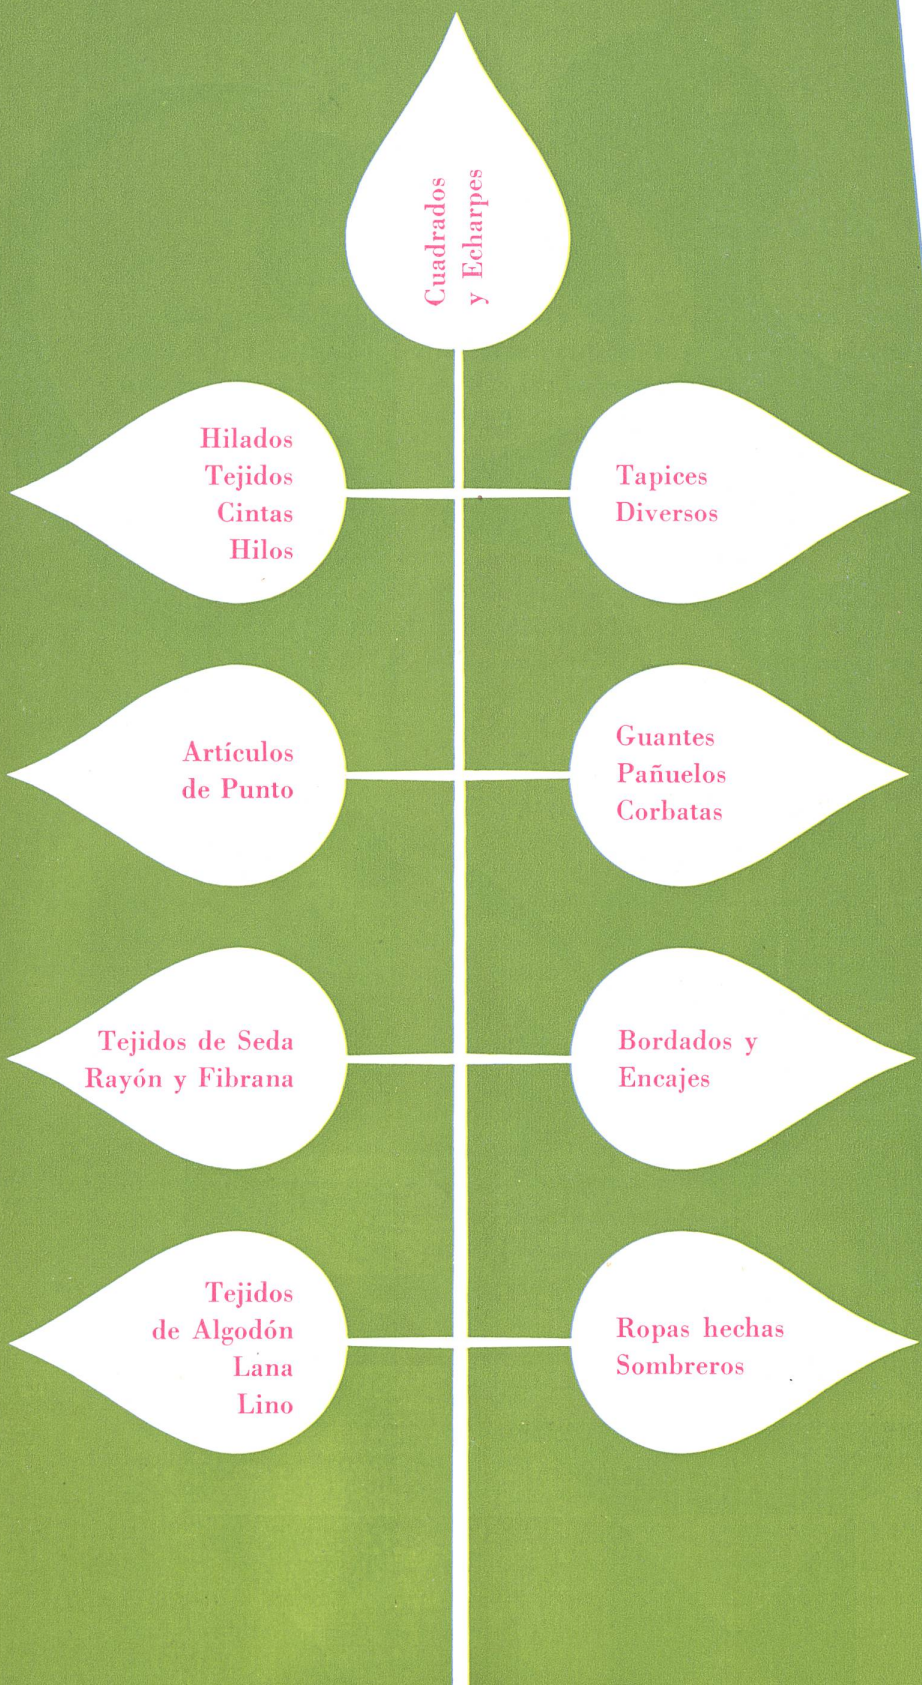 Cuadrados
y Echarpes
Hilados
Tejidos
Cintas
Hilos
Tapices
Diversos
Artículos
de Punto
Guantes
Pañuelos
Corbatas
Tejidos de Seda
Rayón y Fibrana
Bordados y
Encajes
Tejidos
de Algodón
Lana
Lino
Ropas hechas
Sombreros